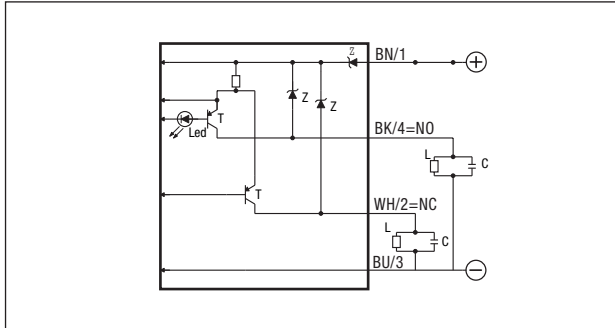 Z BN/1 +
Z Z
T
Led
BK/4=NO
L C
T
WH/2=NC
L C
BU/3 −